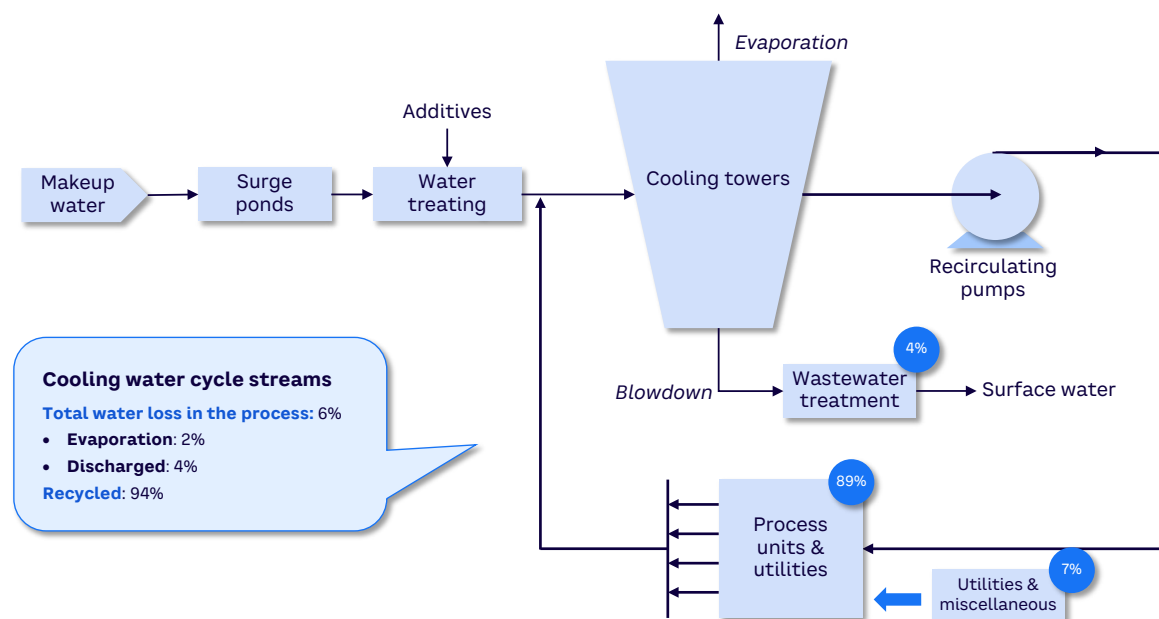 Evaporation
Additives
Makeup
water
Surge
ponds
Water
treating
Cooling towers
Recirculating
pumps
4%
Blowdown
Wastewater
treatment
Surface water
Cooling water cycle streams
Total water loss in the process: 6%
• Evaporation: 2%
• Discharged: 4%
Recycled: 94%
89%
Process
units &
utilities
7%
Utilities &
miscellaneous